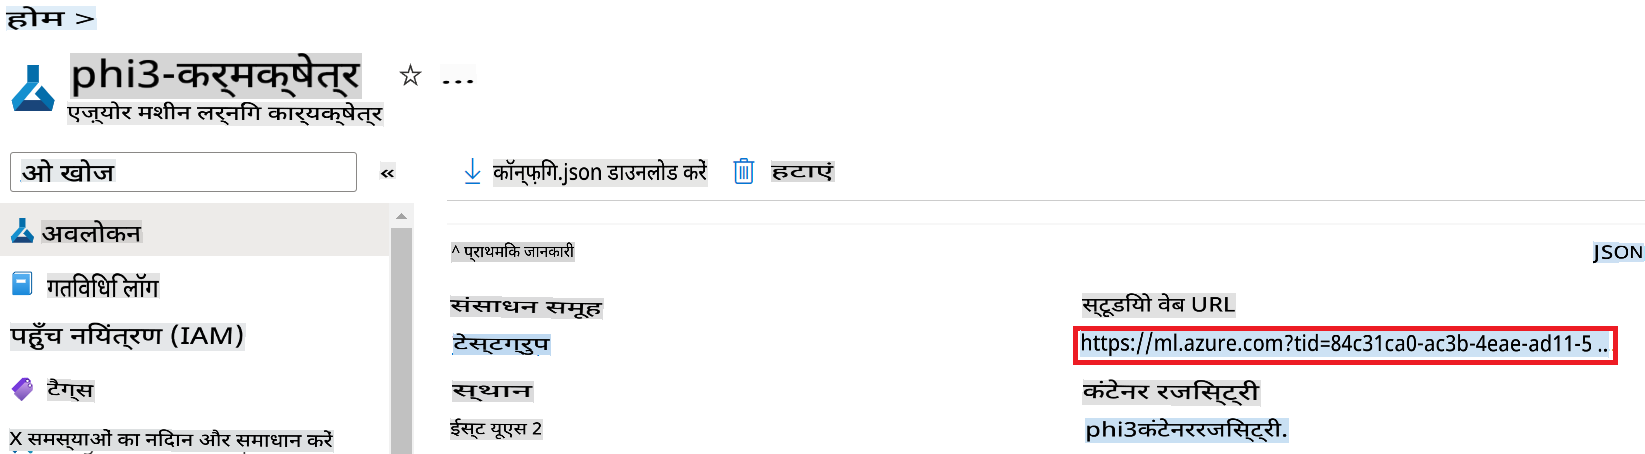 होम >
phi3-कर्मक्षेत्र ☆ ...
एज़्योर मशीन लर्निंग कार्यक्षेत्र
ओ खोज «
कॉन्फ़िग.json डाउनलोड करें हटाएं
अवलोकन
^ प्राथमिक जानकारी JSON
गतिविधि लॉग
संसाधन समूह
स्टूडियो वेब URL
पहुँच नियंत्रण (IAM)
टेस्टग्रुप
https://ml.azure.com?tid=84c31ca0-ac3b-4eae-ad11-5 ..
टैग्स
स्थान
कंटेनर रजिस्ट्री
X समस्याओं का निदान और समाधान करें
ईस्ट यूएस 2
phi3कंटेनररजिस्ट्री.